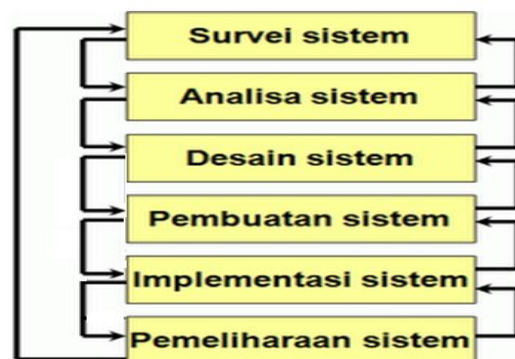 Survei sistem
Analisa sistem
Desain sistem
Pembuatan sistem
Implementasi sistem
Pemeliharaan sistem